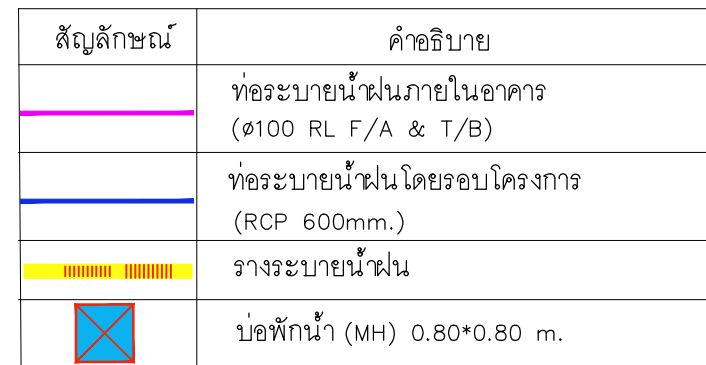 สัญลักษณ์ คำอธิบาย
ท่อระบายน้ำฝนภายในอาคาร
(ø100 RL F/A & T/B)
ท่อระบายน้ำฝนโดยรอบโครงการ
(RCP 600mm.)
รางระบายน้ำฝน
บ่อพักน้ำ (MH) 0.80*0.80 m.